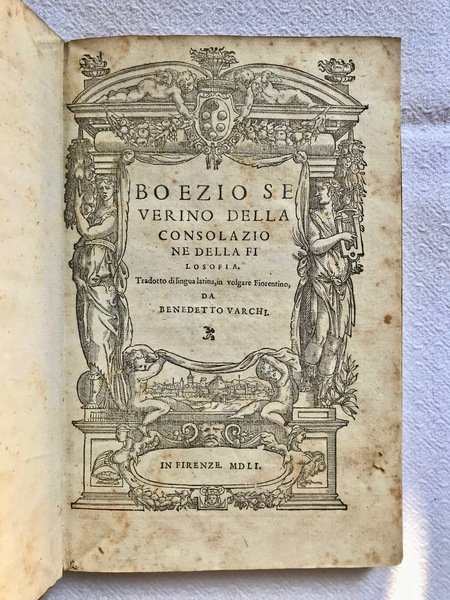 BOEZIO SE
VERINO DELLA
CONSOLAZIO
NE DELLA FI
LOSOFIA.
Tradotto di lingua latina, in volgare Fiorentino,
DA
BENEDETTO VARCHI.
IN FIRENZE. MDLI.